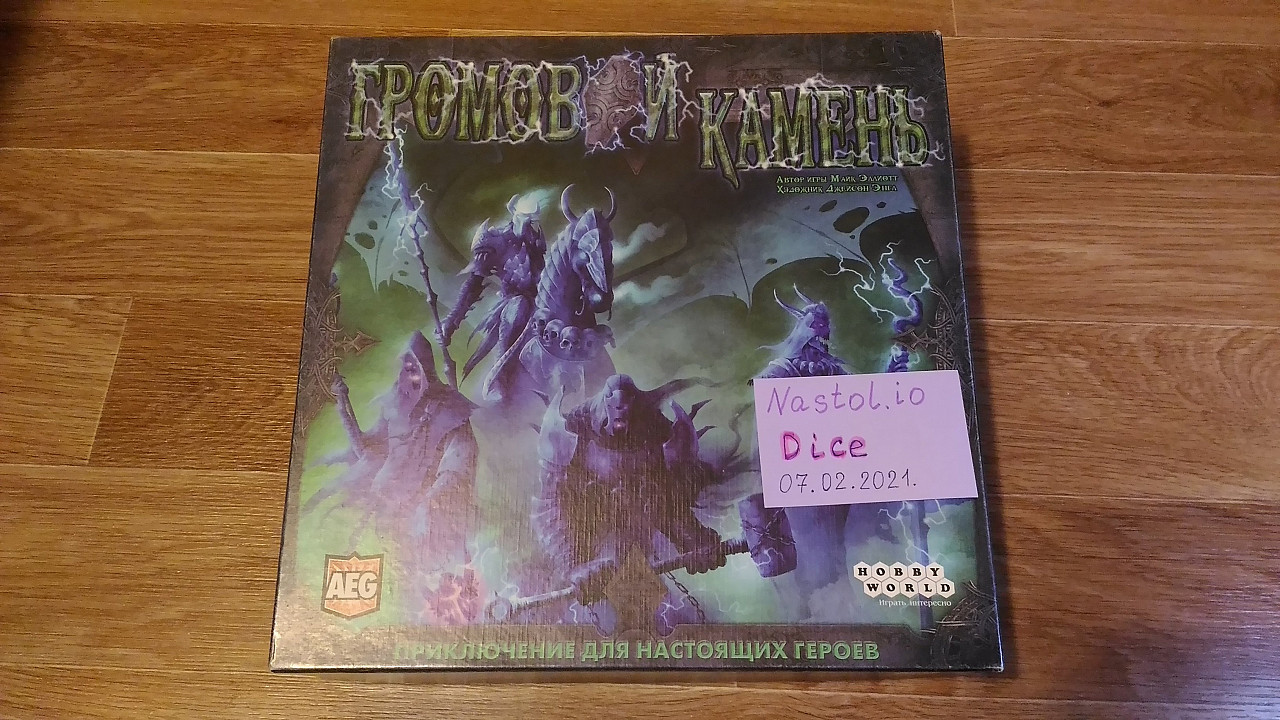 ГРОМОВОЙ
КАМЕНЬ
Автор игры Майк Эллиотт
Художник Джейсон Энгл
Nastol.io
Dice
07.02.2021.
AEG
HOBBY
WORLD
Играть интересно
ПРИКЛЮЧЕНИЕ ДЛЯ НАСТОЯЩИХ ГЕРОЕВ